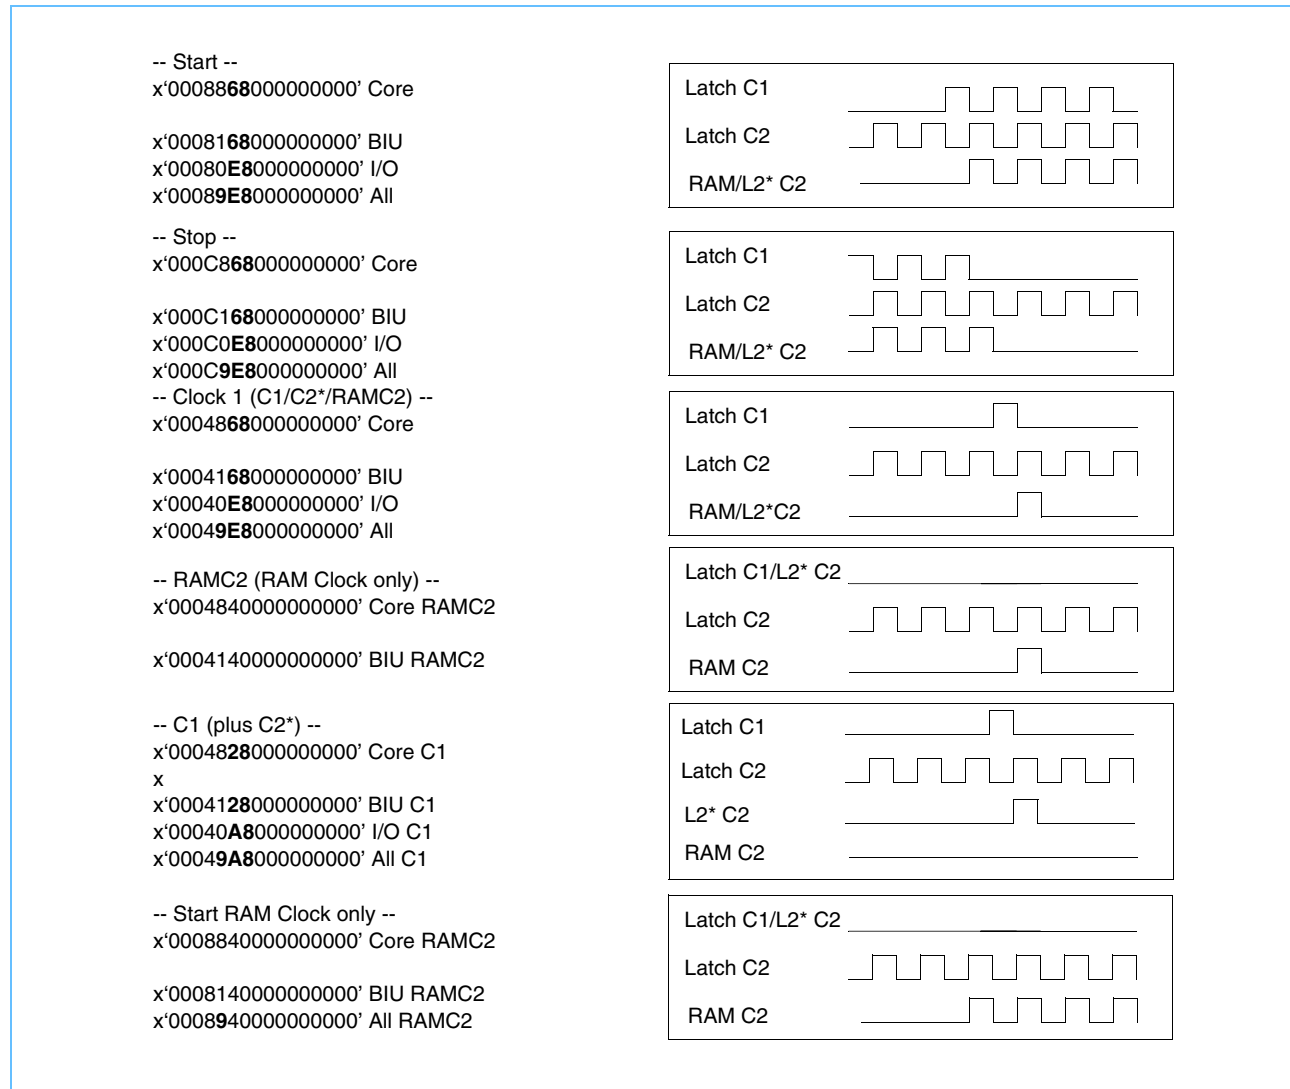 -- Start --
x‘0008868000000000’ Core
x‘0008168000000000’ BIU
x‘00080E8000000000’ I/O
x‘00089E8000000000’ All
Latch C1
Latch C2
RAM/L2* C2
-- Stop --
x‘000C868000000000’ Core
x‘000C168000000000’ BIU
x‘000C0E8000000000’ I/O
x‘000C9E8000000000’ All
Latch C1
Latch C2
RAM/L2* C2
-- Clock 1 (C1/C2*/RAMC2) --
x‘0004868000000000’ Core
x‘0004168000000000’ BIU
x‘00040E8000000000’ I/O
x‘00049E8000000000’ All
Latch C1
Latch C2
RAM/L2*C2
-- RAMC2 (RAM Clock only) --
x‘0004840000000000’ Core RAMC2
x‘0004140000000000’ BIU RAMC2
Latch C1/L2* C2
Latch C2
RAM C2
-- C1 (plus C2*) --
x‘0004828000000000’ Core C1
x
x‘0004128000000000’ BIU C1
x‘00040A8000000000’ I/O C1
x‘00049A8000000000’ All C1
Latch C1
Latch C2
L2* C2
RAM C2
-- Start RAM Clock only --
x‘0008840000000000’ Core RAMC2
x‘0008140000000000’ BIU RAMC2
x‘0008940000000000’ All RAMC2
Latch C1/L2* C2
Latch C2
RAM C2